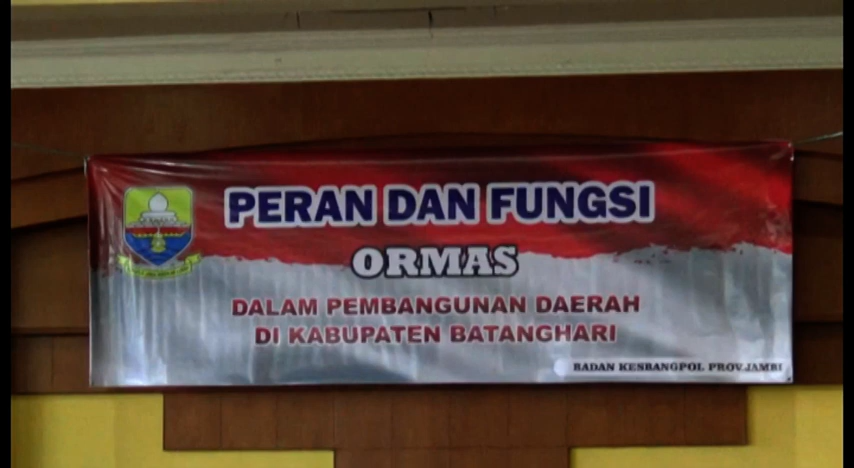 PERAN DAN FUNGSI
ORMAS
DALAM PEMBANGUNAN DAERAH
DI KABUPATEN BATANGHARI
BADAN KESBANGPOL PROV.JAMBI